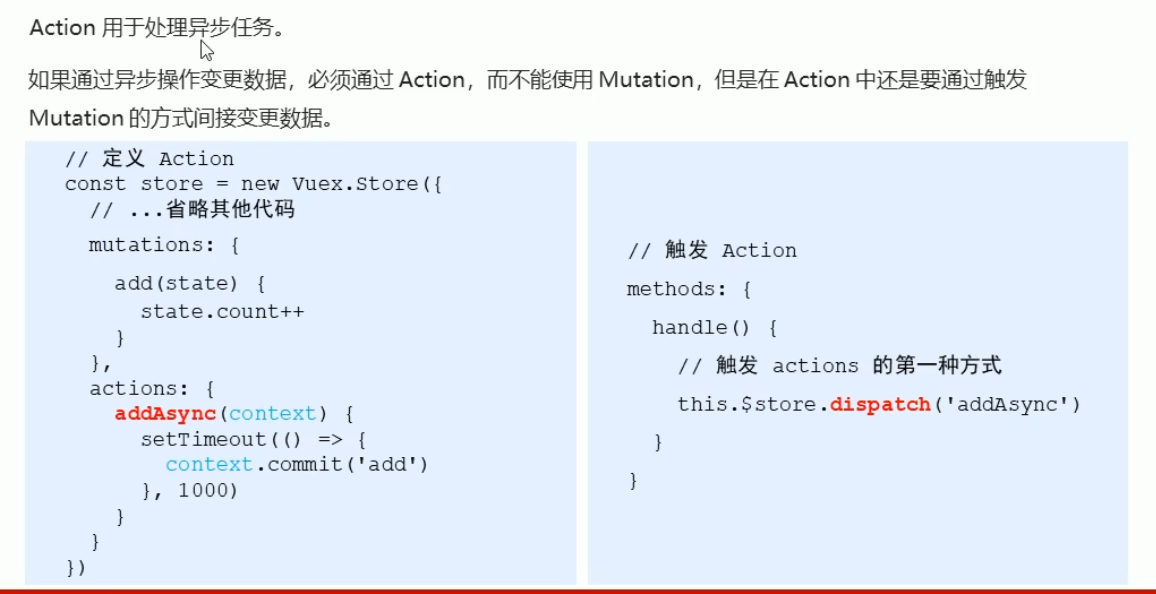 Action 用于处理异步任务。
如果通过异步操作变更数据，必须通过 Action，而不能使用 Mutation，但是在 Action 中还是要通过触发
Mutation 的方式间接变更数据。
// 定义 Action
const store = new Vuex.Store({
  // ...省略其他代码
  mutations: {
    add(state) {
      state.count++
    }
  },
  actions: {
    addAsync(context) {
      setTimeout(() => {
        context.commit('add')
      }, 1000)
    }
  }
})
// 触发 Action
methods: {
  handle() {
    // 触发 actions 的第一种方式
    this.$store.dispatch('addAsync')
  }
}